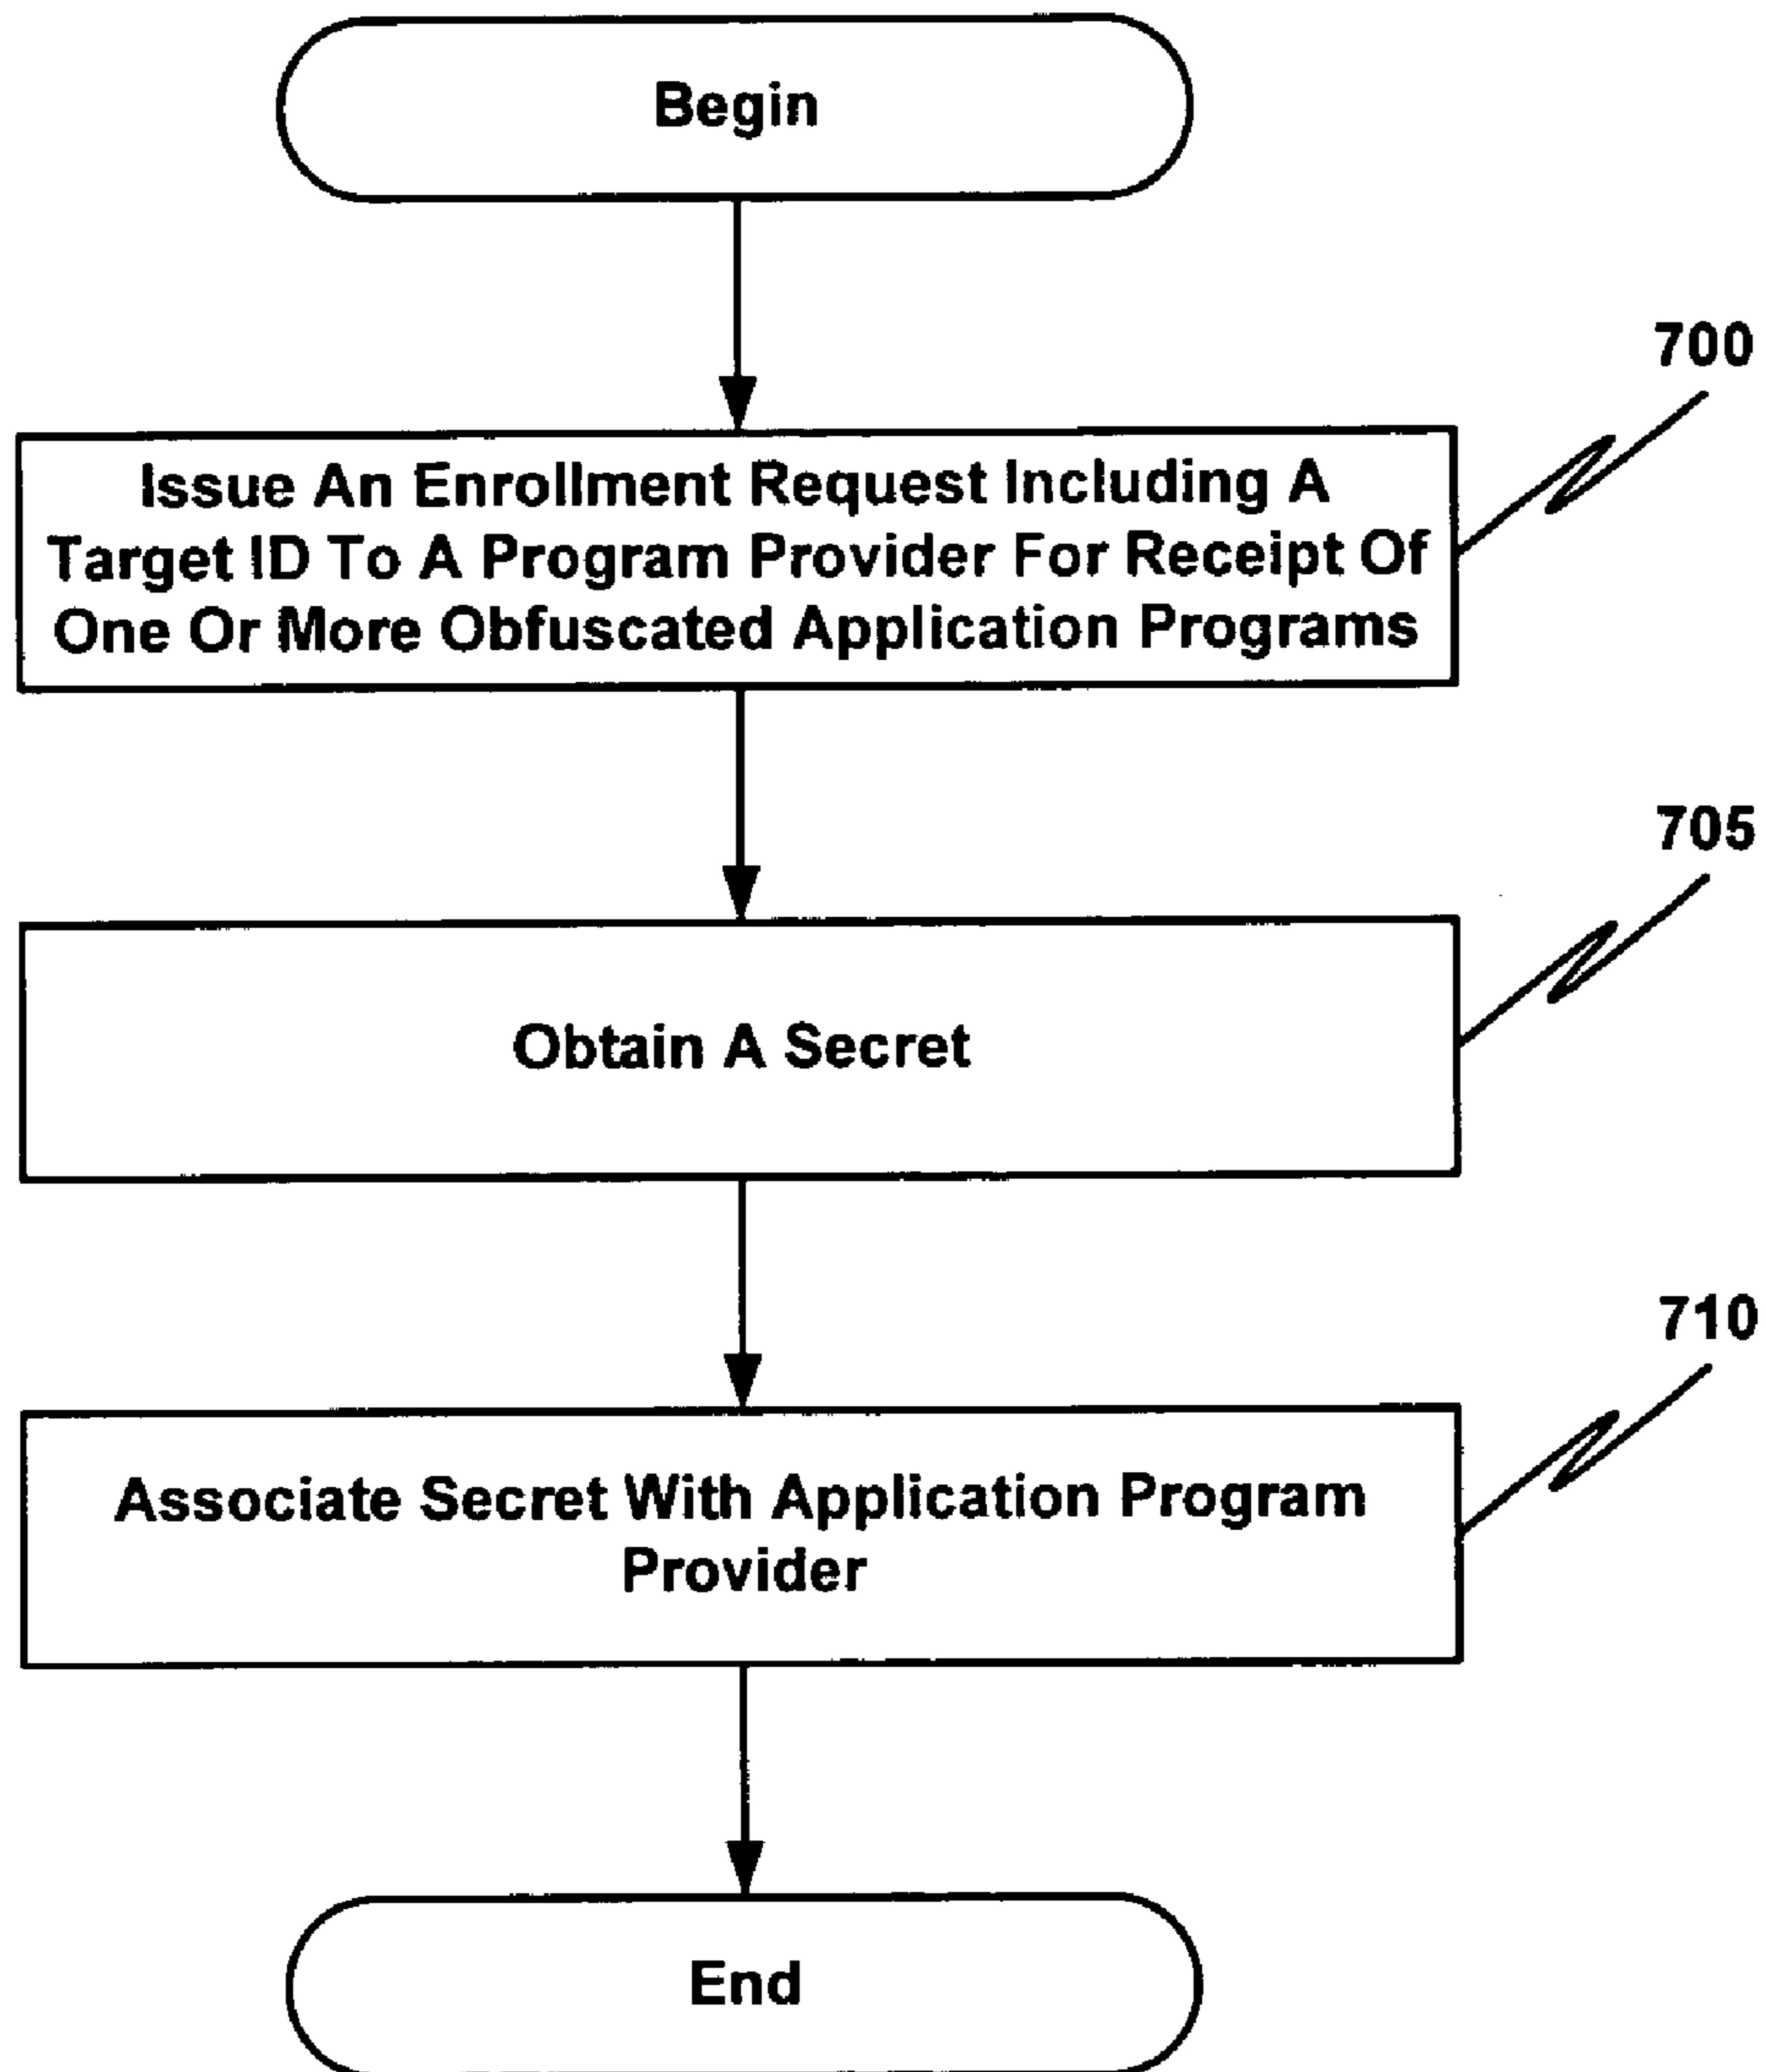 Begin
700
Issue An Enrollment Request Including A
Target ID To A Program Provider For Receipt Of
One Or More Obfuscated Application Programs
705
Obtain A Secret
710
Associate Secret With Application Program
Provider
End